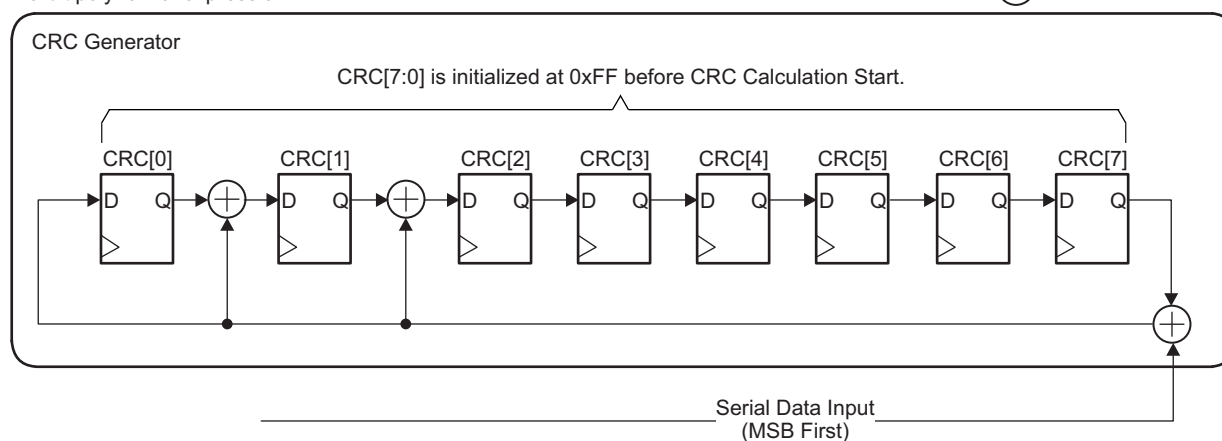 CRC Generator
CRC[7:0] is initialized at 0xFF before CRC Calculation Start.
CRC[0] CRC[1] CRC[2] CRC[3] CRC[4] CRC[5] CRC[6] CRC[7]
D Q D Q D Q D Q D Q D Q D Q D Q
Serial Data Input
(MSB First)